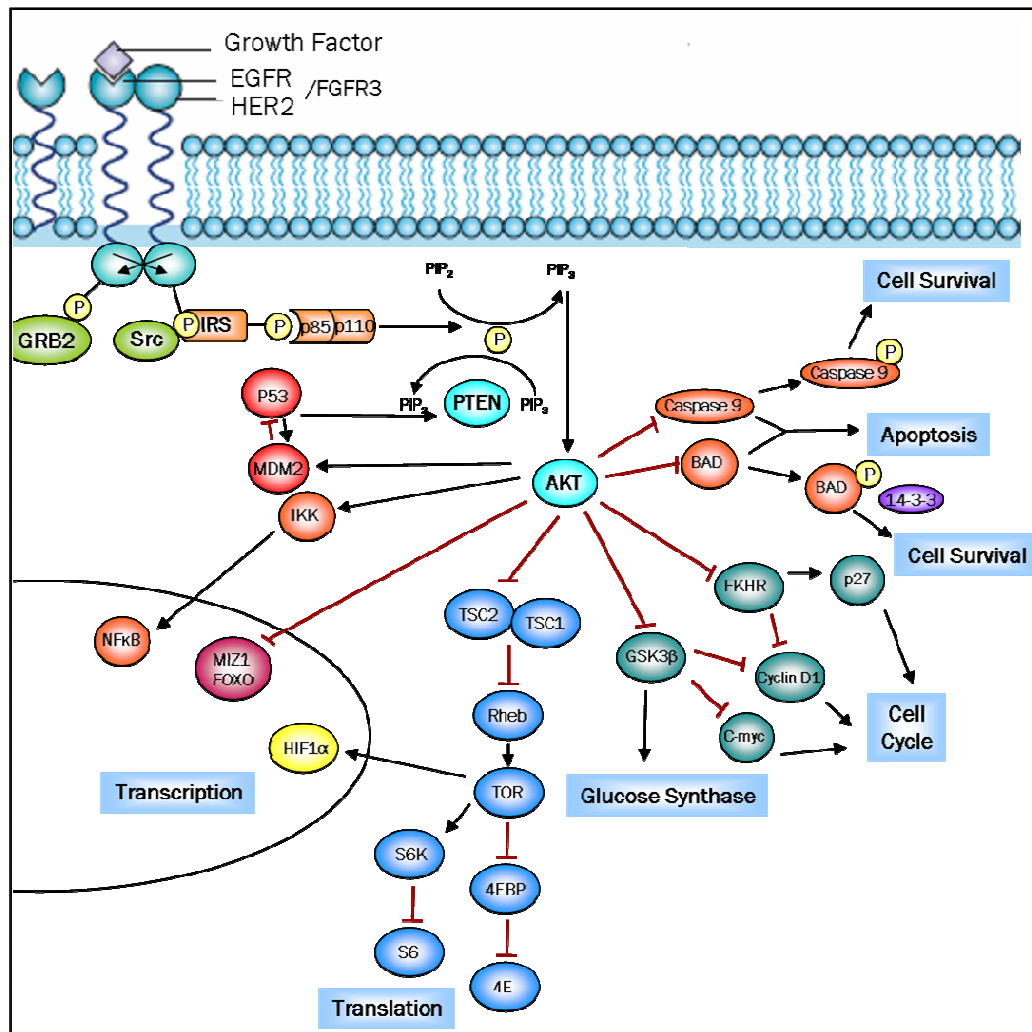 Growth Factor
EGFR
/FGFR3
HER2
PIP2
PIP3
Cell Survival
P
P
GRB2
Src
P
IRS
P
p85
p110
P
P
Caspase 9
P53
PIP3
PTEN
PIP3
Caspase 9
Apoptosis
MDM2
BAD
AKT
BAD
P
14-3-3
IKK
Cell Survival
FKHR
p27
TSC2
TSC1
NFκB
MIZ1
FOXO
GSK3β
Cyclin D1
Rheb
C-myc
Cell
Cycle
HIF1α
Transcription
TOR
Glucose Synthase
S6K
4EBP
S6
4E
Translation